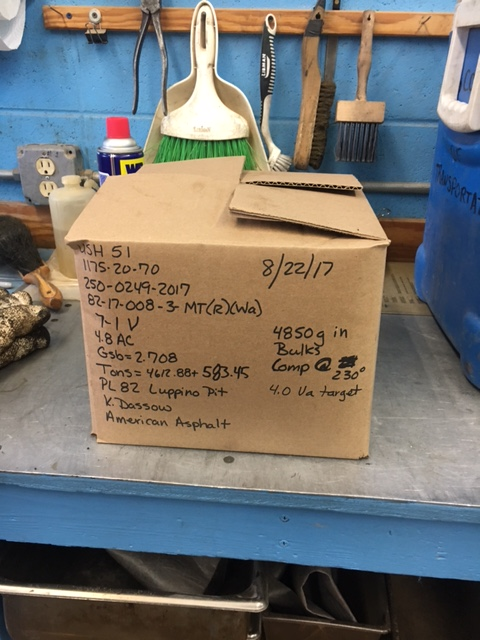 USH 51
1175-20-70
250-0249-2017
82-17-008-3-MT(R)(Wa)
7-1 V
4.8 AC
Gsb=2.708
Tons=4612.88+583.45
PL 82 Luppino Pit
K. Dassow
American Asphalt
8/22/17
4850g in
Bulks
Comp @ 230°
4.0 Va target
LIBMAN